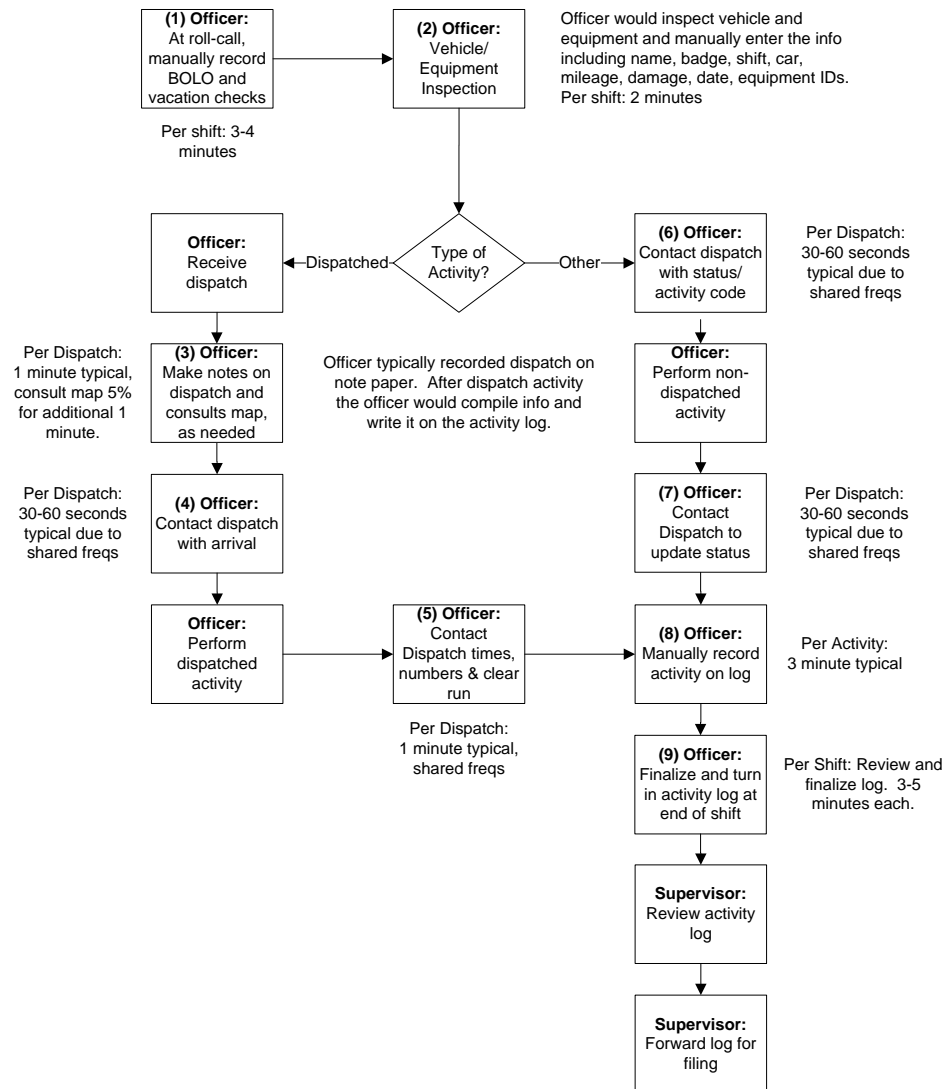 (1) Officer:
At roll-call,
manually record
BOLO and
vacation checks
Per shift: 3-4
minutes
(2) Officer:
Vehicle/
Equipment
Inspection
Officer would inspect vehicle and
equipment and manually enter the info
including name, badge, shift, car,
mileage, damage, date, equipment IDs.
Per shift: 2 minutes
Type of
Activity?
Dispatched
Other
Officer:
Receive
dispatch
(6) Officer:
Contact dispatch
with status/
activity code
Per Dispatch:
30-60 seconds
typical due to
shared freqs
Per Dispatch:
1 minute typical,
consult map 5%
for additional 1
minute.
(3) Officer:
Make notes on
dispatch and
consults map,
as needed
Officer typically recorded dispatch on
note paper. After dispatch activity
the officer would compile info and
write it on the activity log.
Officer:
Perform non-
dispatched
activity
Per Dispatch:
30-60 seconds
typical due to
shared freqs
(4) Officer:
Contact dispatch
with arrival
(7) Officer:
Contact
Dispatch to
update status
Per Dispatch:
30-60 seconds
typical due to
shared freqs
Officer:
Perform
dispatched
activity
(5) Officer:
Contact
Dispatch times,
numbers & clear
run
Per Dispatch:
1 minute typical,
shared freqs
(8) Officer:
Manually record
activity on log
Per Activity:
3 minute typical
(9) Officer:
Finalize and turn
in activity log at
end of shift
Per Shift: Review and
finalize log. 3-5
minutes each.
Supervisor:
Review activity
log
Supervisor:
Forward log for
filing